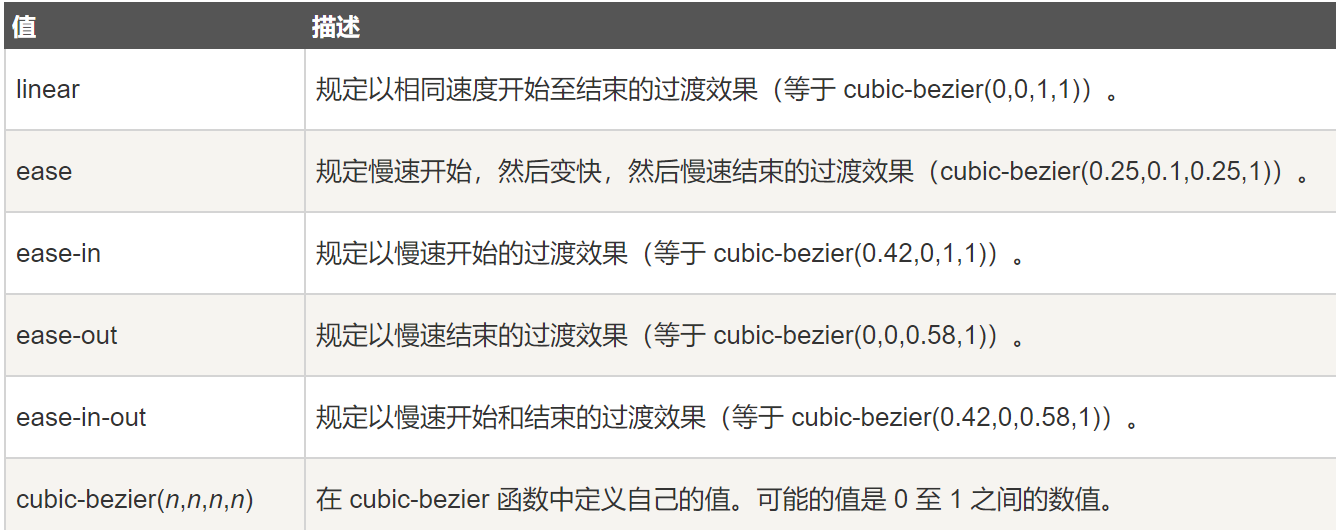 值 描述
linear 规定以相同速度开始至结束的过渡效果（等于 cubic-bezier(0,0,1,1)）。
ease 规定慢速开始，然后变快，然后慢速结束的过渡效果（cubic-bezier(0.25,0.1,0.25,1)）。
ease-in 规定以慢速开始的过渡效果（等于 cubic-bezier(0.42,0,1,1)）。
ease-out 规定以慢速结束的过渡效果（等于 cubic-bezier(0,0,0.58,1)）。
ease-in-out 规定以慢速开始和结束的过渡效果（等于 cubic-bezier(0.42,0,0.58,1)）。
cubic-bezier(n,n,n,n) 在 cubic-bezier 函数中定义自己的值。可能的值是 0 至 1 之间的数值。